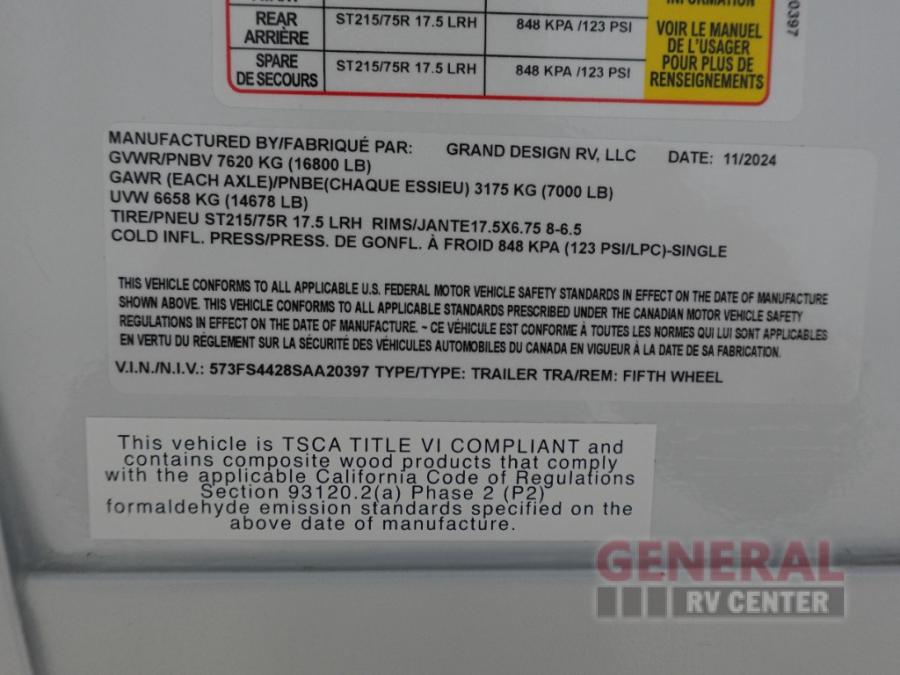 INFORMATION
20397
REAR ST215/75R 17.5 LRH 848 KPA /123 PSI
ARRIÈRE
VOIR LE MANUEL
DE L'USAGER
POUR PLUS DE
RENSEIGNEMENTS
SPARE ST215/75R 17.5 LRH 848 KPA /123 PSI
DE SECOURS
MANUFACTURED BY/FABRIQUÉ PAR: GRAND DESIGN RV, LLC DATE: 11/2024
GVWR/PNBV 7620 KG (16800 LB)
GAWR (EACH AXLE)/PNBE(CHAQUE ESSIEU) 3175 KG (7000 LB)
UVW 6658 KG (14678 LB)
TIRE/PNEU ST215/75R 17.5 LRH RIMS/JANTE17.5X6.75 8-6.5
COLD INFL. PRESS/PRESS. DE GONFL. À FROID 848 KPA (123 PSI/LPC)-SINGLE
THIS VEHICLE CONFORMS TO ALL APPLICABLE U.S. FEDERAL MOTOR VEHICLE SAFETY STANDARDS IN EFFECT ON THE DATE OF MANUFACTURE
SHOWN ABOVE. THIS VEHICLE CONFORMS TO ALL APPLICABLE STANDARDS PRESCRIBED UNDER THE CANADIAN MOTOR VEHICLE SAFETY
REGULATIONS IN EFFECT ON THE DATE OF MANUFACTURE. ~ CE VÉHICULE EST CONFORME À TOUTES LES NORMES QUI LUI SONT APPLICABLES
EN VERTU DU RÉGLEMENT SUR LA SÉCURITÉ DES VÉHICULES AUTOMOBILES DU CANADA EN VIGUEUR À LA DATE DE SA FABRICATION.
V.I.N./N.I.V.: 573FS4428SAA20397 TYPE/TYPE: TRAILER TRA/REM: FIFTH WHEEL
This vehicle is TSCA TITLE VI COMPLIANT and
contains composite wood products that comply
with the applicable California Code of Regulations
Section 93120.2(a) Phase 2 (P2)
formaldehyde emission standards specified on the
above date of manufacture.
GENERAL
RV CENTER